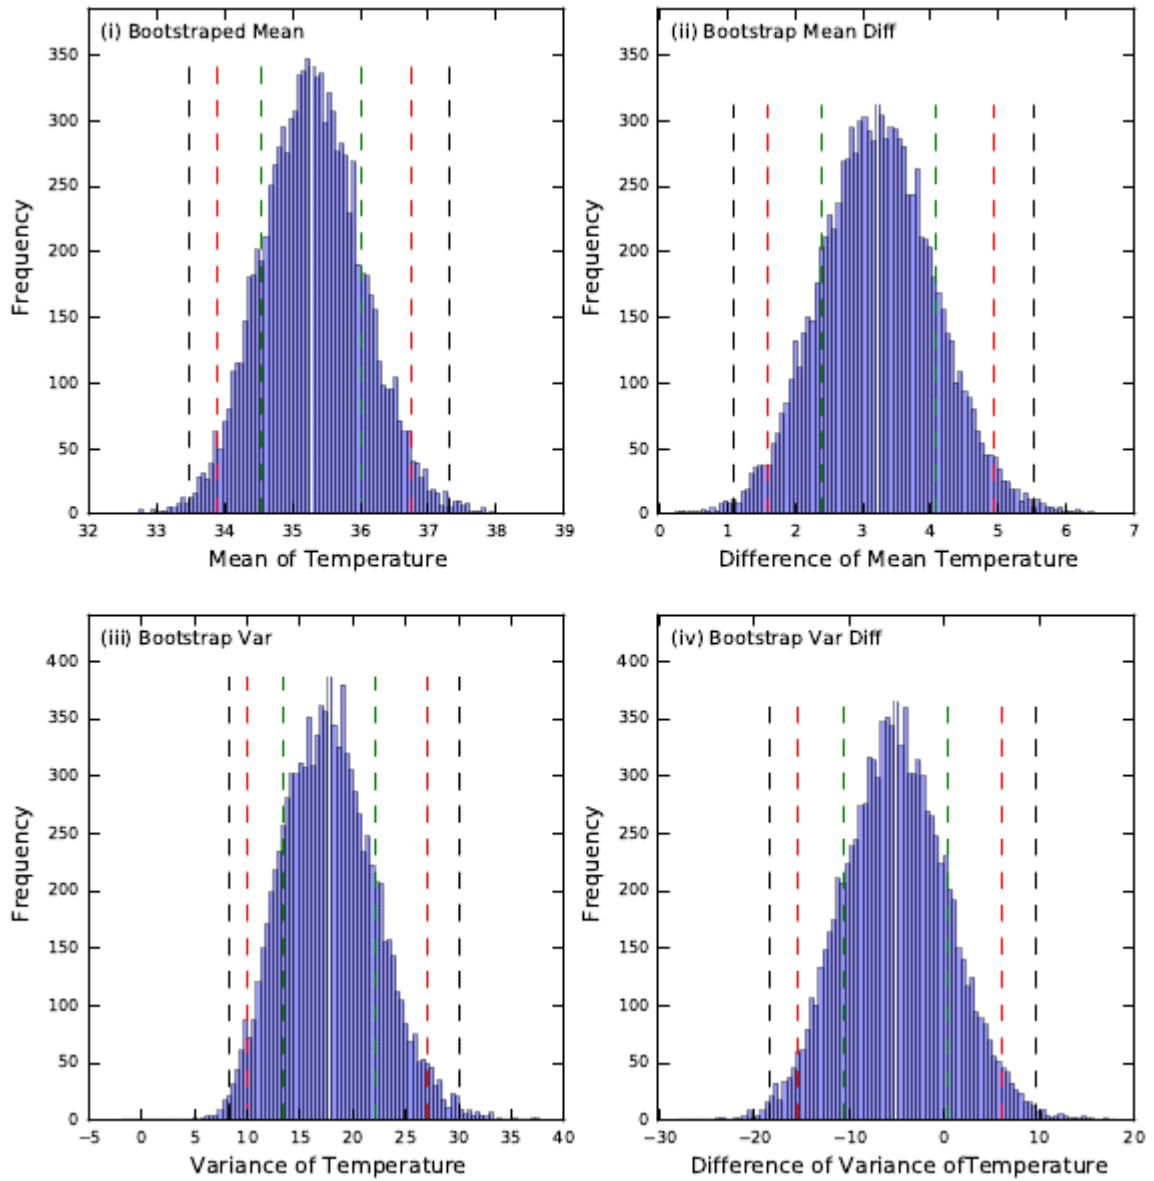 (i) Bootstraped Mean
350
300
250
200
150
100
50
0
Frequency
32 33 34 35 36 37 38 39
Mean of Temperature
(ii) Bootstrap Mean Diff
350
300
250
200
150
100
50
0
Frequency
0 1 2 3 4 5 6 7
Difference of Mean Temperature
(iii) Bootstrap Var
400
350
300
250
200
150
100
50
0
Frequency
−5 0 5 10 15 20 25 30 35 40
Variance of Temperature
(iv) Bootstrap Var Diff
400
350
300
250
200
150
100
50
0
Frequency
−30 −20 −10 0 10 20
Difference of Variance ofTemperature